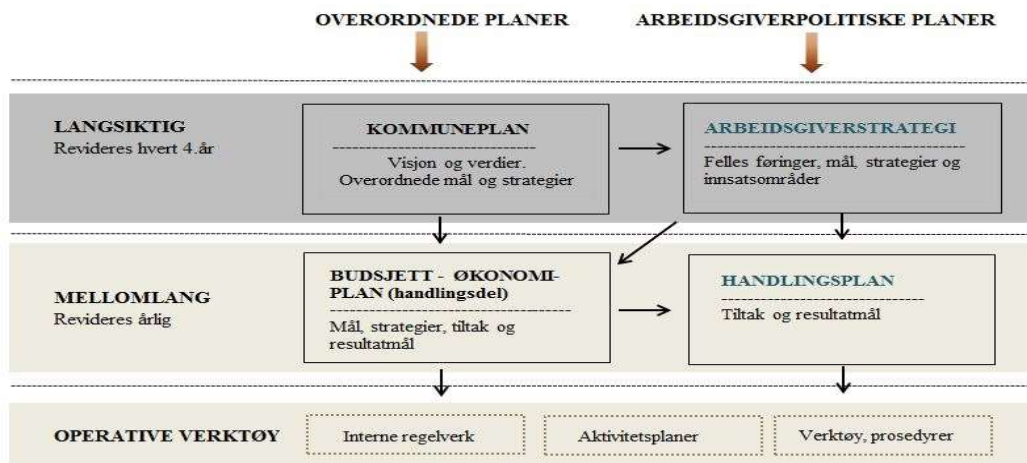 OVERORDNEDE PLANER
ARBEIDSGIVERPOLITISKE PLANER
LANGSIKTIG
Revideres hvert 4.år
KOMMUNEPLAN
Visjon og verdier.
Overordnede mål og strategier
ARBEIDSGIVERSTRATEGI
Felles føringer, mål, strategier og
innsatsområder
MELLOMLANG
Revideres årlig
BUDSJETT - ØKONOMI-
PLAN (handlingsdel)
Mål, strategier, tiltak og
resultatmål
HANDLINGSPLAN
Tiltak og resultatmål
OPERATIVE VERKTØY
Interne regelverk
Aktivitetsplaner
Verktøy, prosedyrer